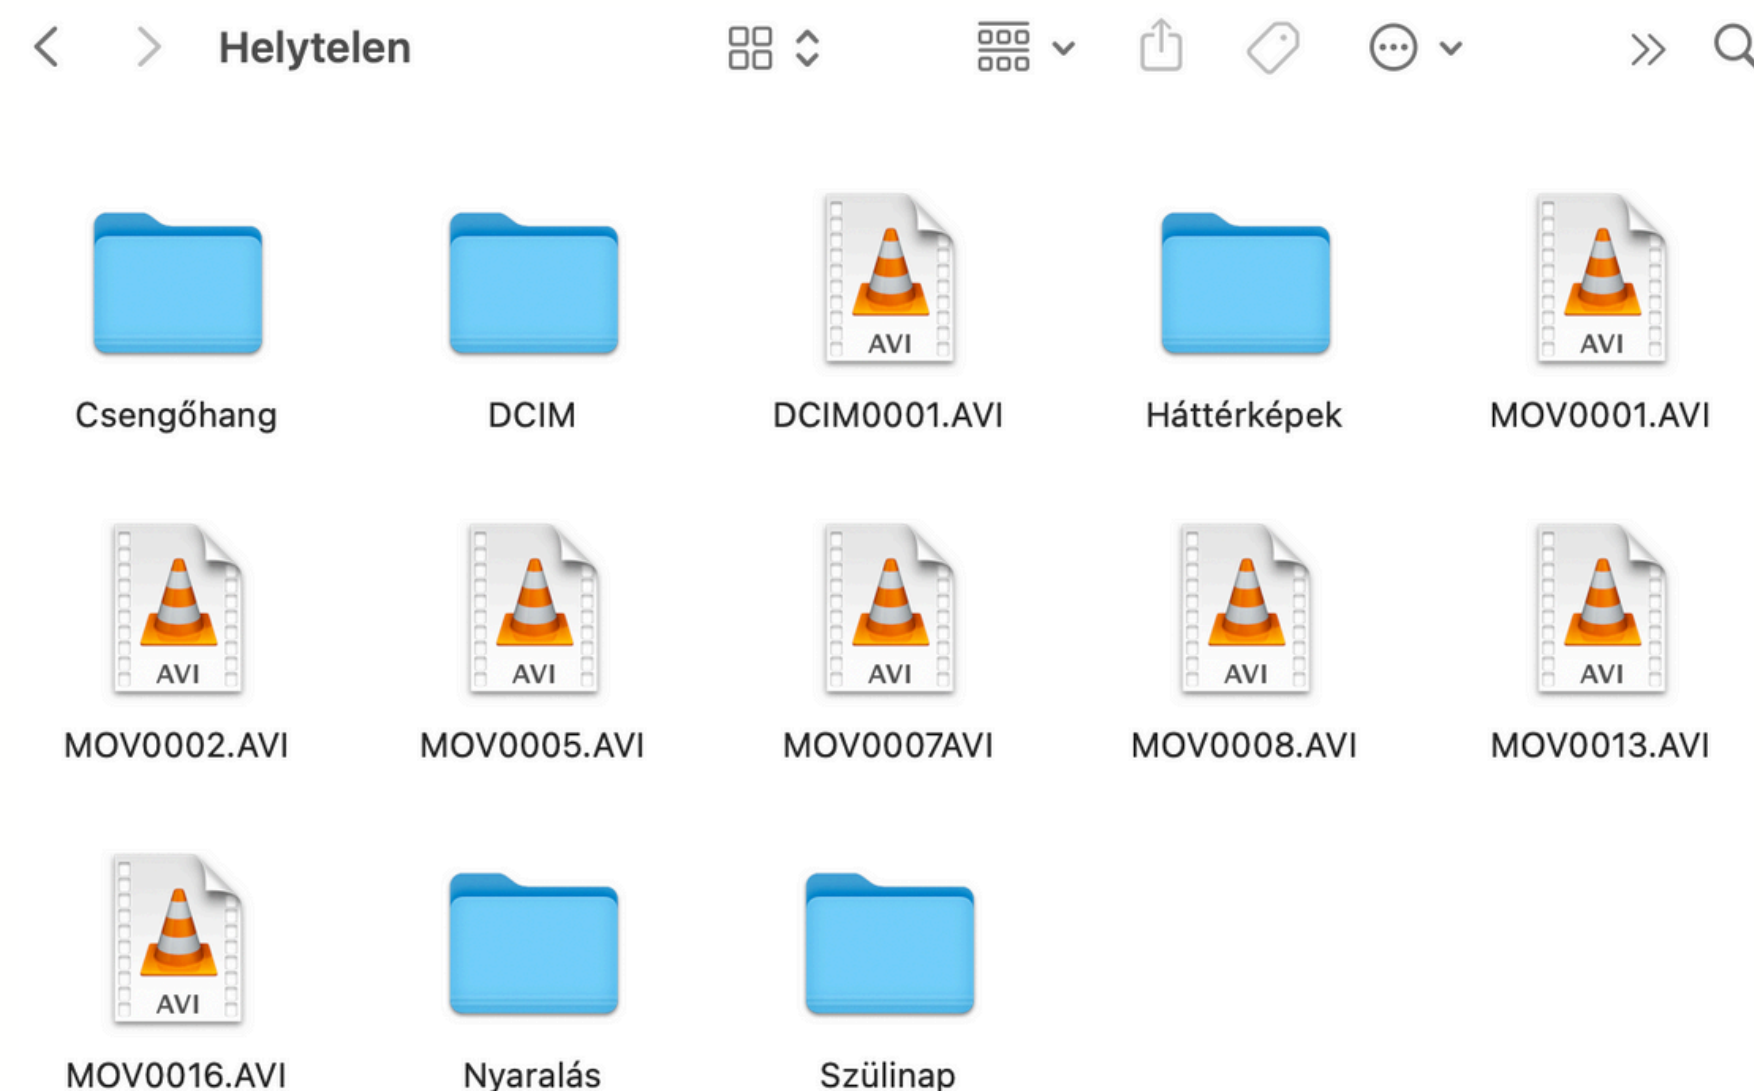 Helytelen
AVI
AVI
Csengőhang DCIM DCIM0001.AVI Háttérképek MOV0001.AVI
AVI AVI AVI AVI AVI
MOV0002.AVI MOV0005.AVI MOV0007AVI MOV0008.AVI MOV0013.AVI
AVI
MOV0016.AVI Nyaralás Szülinap